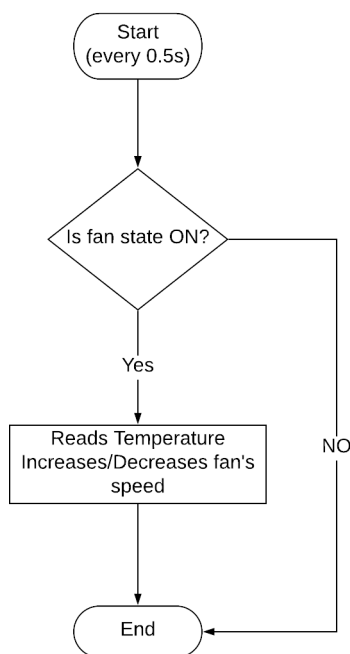 Start
(every 0.5s)
Is fan state ON?
Yes
NO
Reads Temperature
Increases/Decreases fan's
speed
End